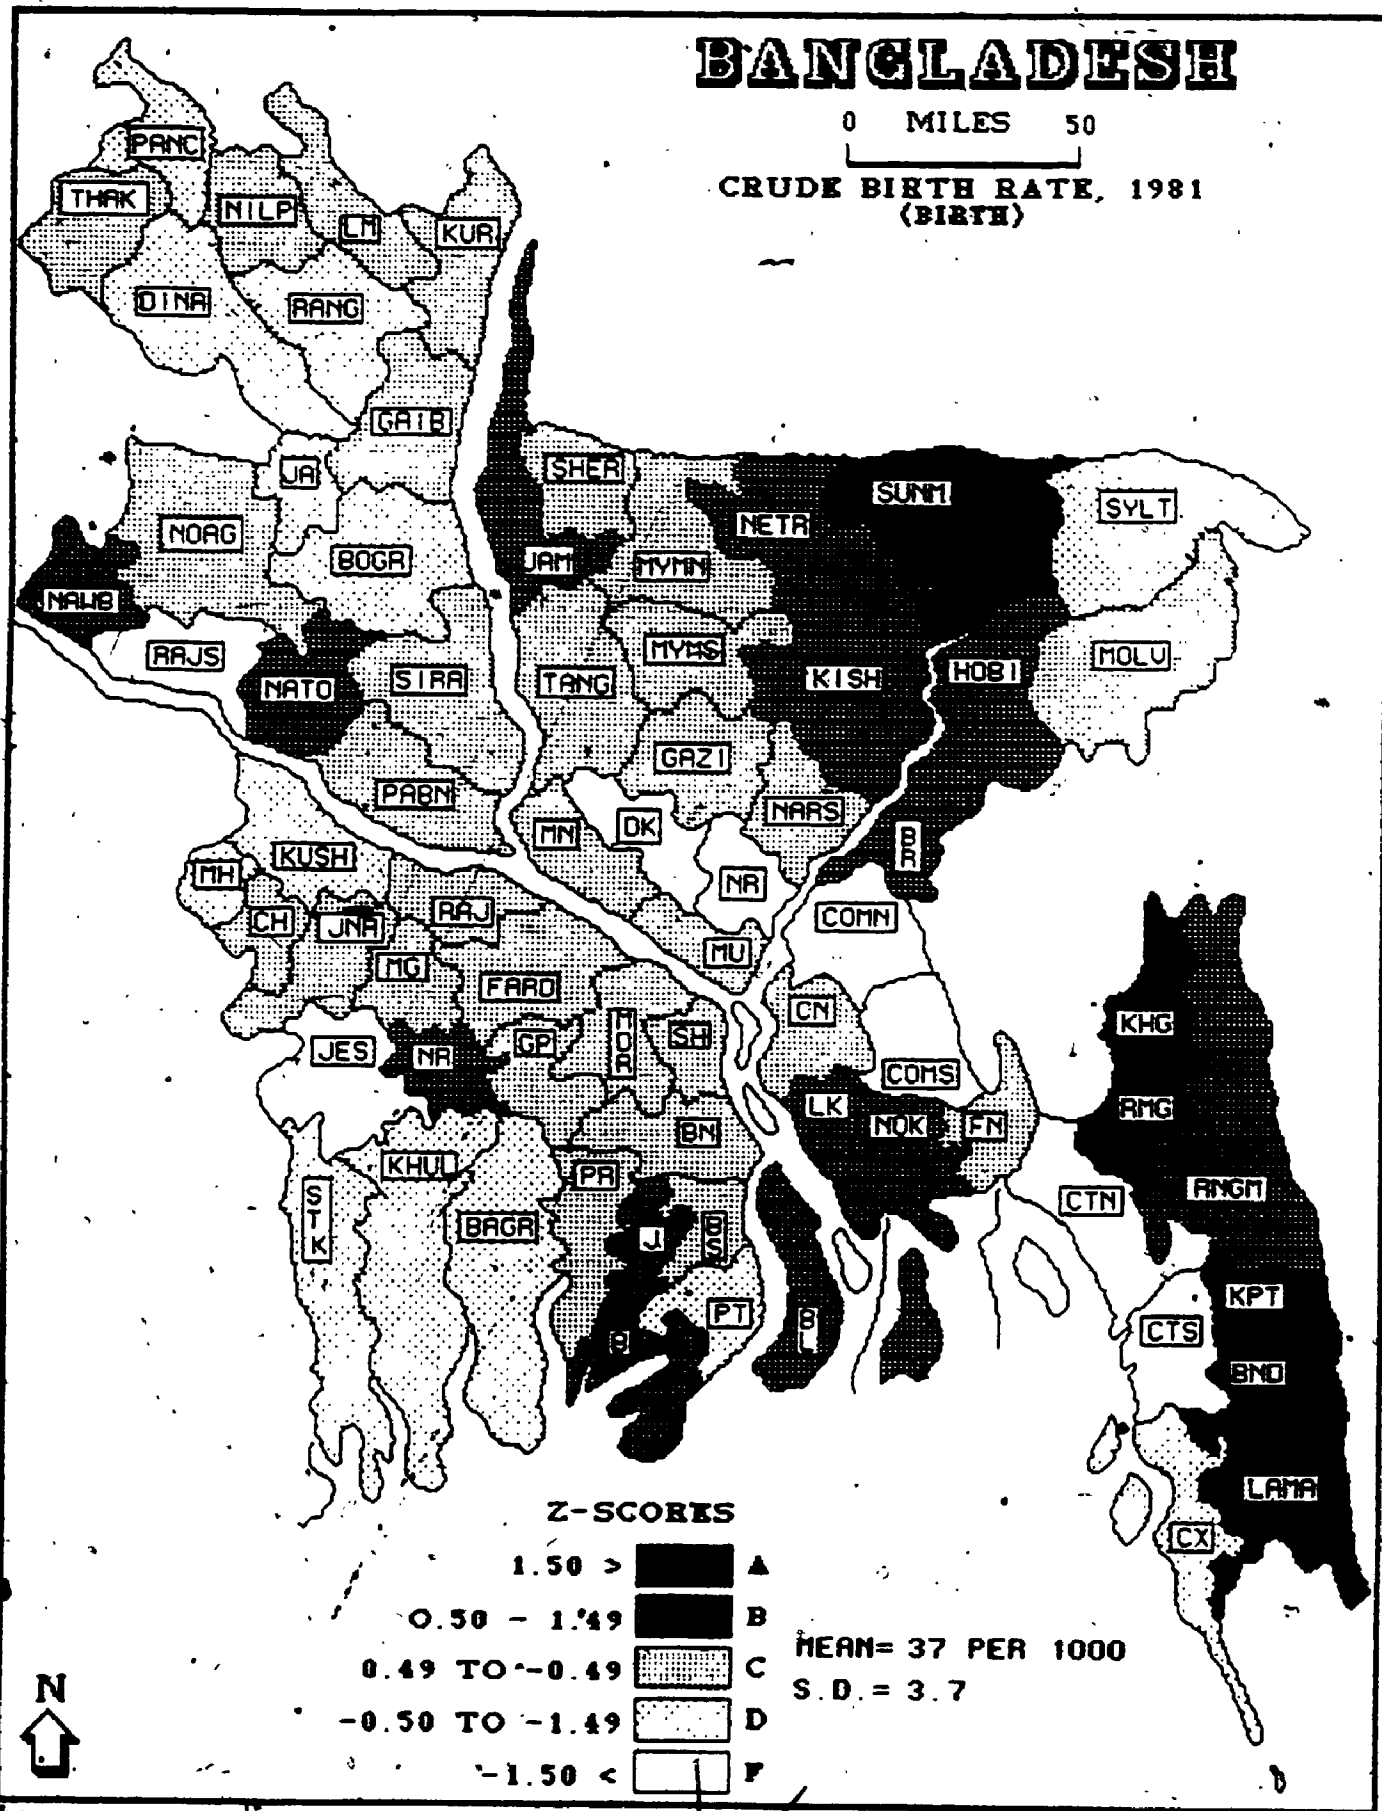 BANGLADESH
0 MILES 50
CRUDE BIRTH RATE, 1981
(BIRTH)
PANC
THAK
NILP
LM
KUR
DINA
RANG
GAIB
SHER
JA
SUNM
SYLT
NETR
NORG
BOGR
JAM
MYMN
NAWB
RAJS
MYMS
MOLV
NATO
SIRA
TANG
KISH
HOBI
GAZI
PABN
NARS
MN
DK
BR
KUSH
MH
NR
RAJ
CH
JNA
COMN
MG
MU
FARD
CN
KHG
MDR
SH
GP
JES
NR
COMS
LK
NOK
FN
RMG
BN
KHUL
PR
STK
BAGR
J
BS
CTN
RNGM
KPT
PT
BL
CTS
B
BND
LAMA
CX
Z-SCORES
1.50 > A
0.50 - 1.49 B
0.49 TO -0.49 C
-0.50 TO -1.49 D
-1.50 < F
MEAN= 37 PER 1000
S.D.= 3.7
N